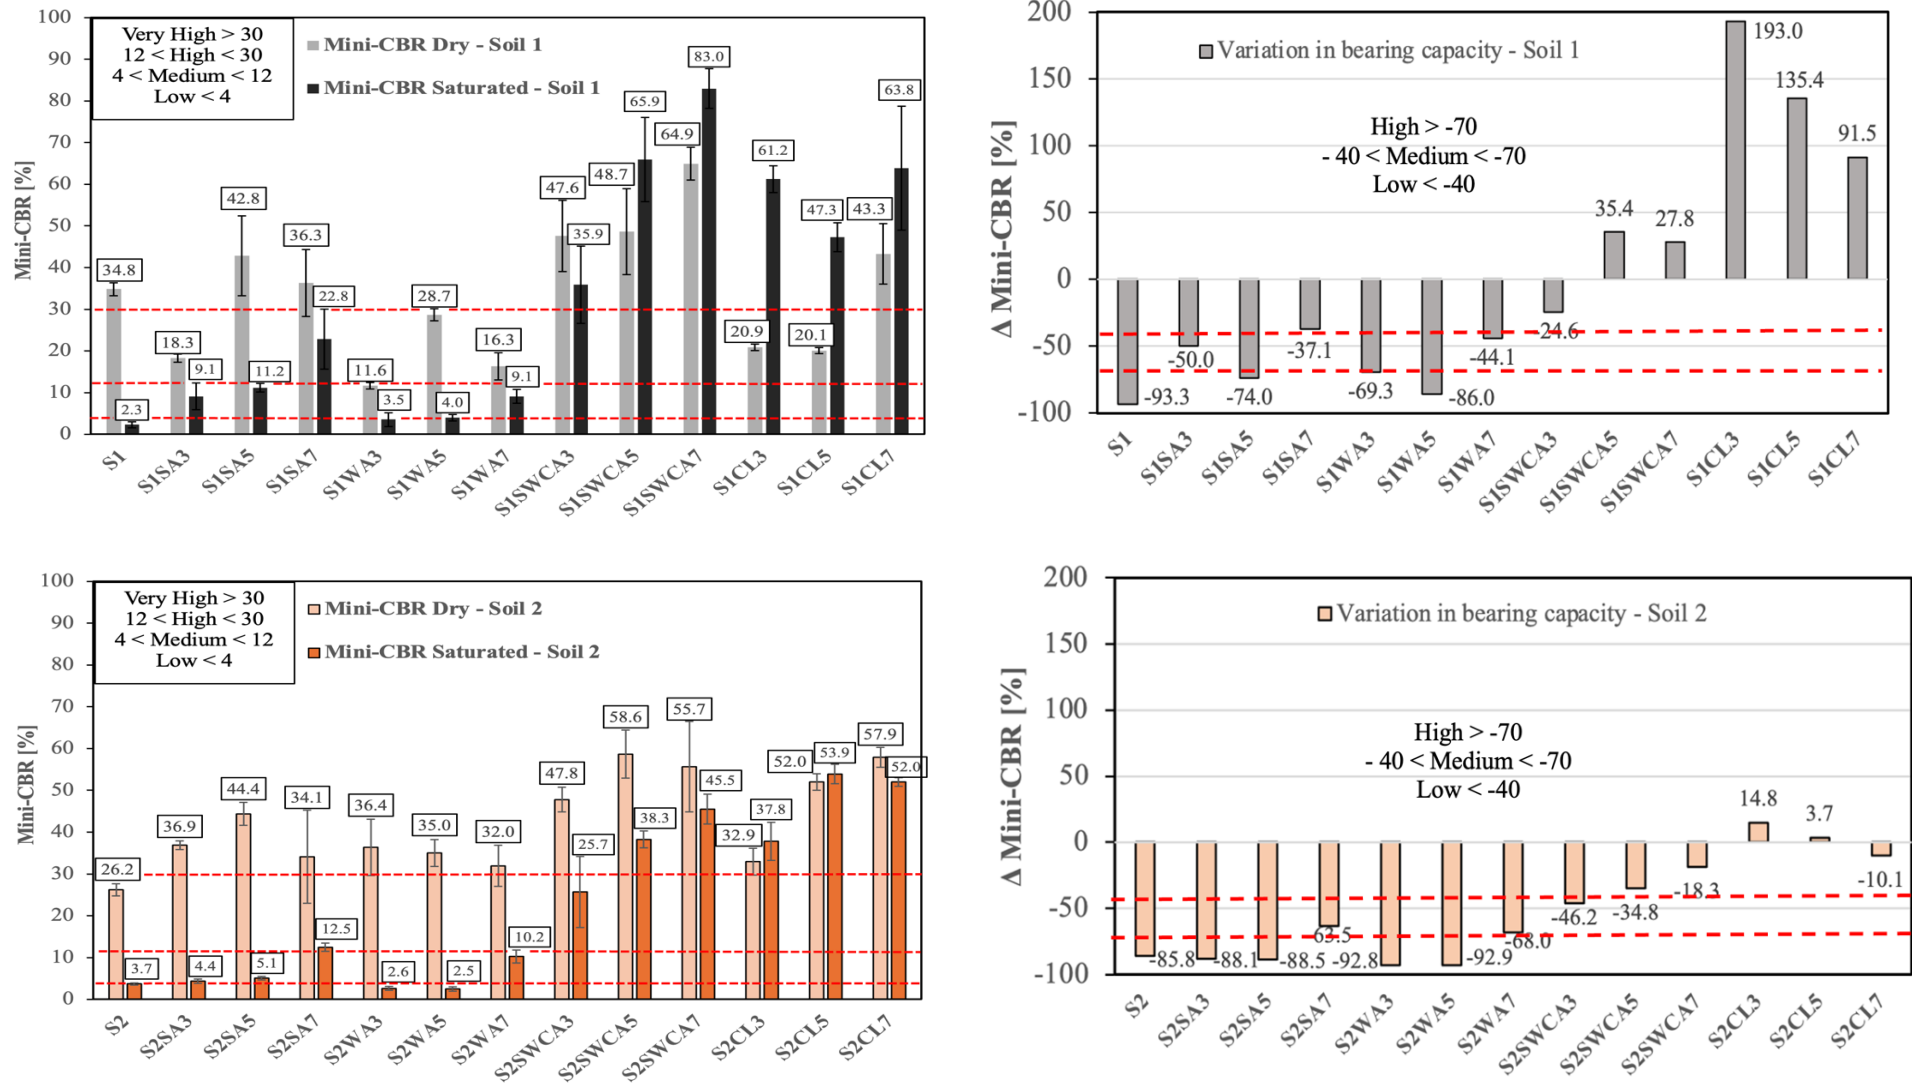 100
90
80
70
60
50
40
30
20
10
0
Mini-CBR [%]
Very High > 30
12 < High < 30
4 < Medium < 12
Low < 4
Mini-CBR Dry - Soil 1
Mini-CBR Saturated - Soil 1
34.8
2.3
18.3
9.1
42.8
11.2
36.3
22.8
11.6
3.5
28.7
4.0
16.3
9.1
47.6
35.9
48.7
65.9
64.9
83.0
20.9
61.2
20.1
47.3
43.3
63.8
S1
S1SA3
S1SA5
S1SA7
S1WA3
S1WA5
S1WA7
S1SWCA3
S1SWCA5
S1SWCA7
S1CL3
S1CL5
S1CL7
200
150
100
50
0
-50
-100
Δ Mini-CBR [%]
Variation in bearing capacity - Soil 1
High > -70
- 40 < Medium < -70
Low < -40
-93.3
-50.0
-74.0
-37.1
-69.3
-86.0
-44.1
-24.6
35.4
27.8
193.0
135.4
91.5
S1
S1SA3
S1SA5
S1SA7
S1WA3
S1WA5
S1WA7
S1SWCA3
S1SWCA5
S1SWCA7
S1CL3
S1CL5
S1CL7
100
90
80
70
60
50
40
30
20
10
0
Mini-CBR [%]
Very High > 30
12 < High < 30
4 < Medium < 12
Low < 4
Mini-CBR Dry - Soil 2
Mini-CBR Saturated - Soil 2
26.2
3.7
36.9
4.4
44.4
5.1
34.1
12.5
36.4
2.6
35.0
2.5
32.0
10.2
47.8
25.7
58.6
38.3
55.7
45.5
32.9
37.8
52.0
53.9
57.9
52.0
S2
S2SA3
S2SA5
S2SA7
S2WA3
S2WA5
S2WA7
S2SWCA3
S2SWCA5
S2SWCA7
S2CL3
S2CL5
S2CL7
200
150
100
50
0
-50
-100
Δ Mini-CBR [%]
Variation in bearing capacity - Soil 2
High > -70
- 40 < Medium < -70
Low < -40
-85.8
-88.1
-88.5
-63.5
-92.8
-92.9
-68.0
-46.2
-34.8
-18.3
14.8
3.7
-10.1
S2
S2SA3
S2SA5
S2SA7
S2WA3
S2WA5
S2WA7
S2SWCA3
S2SWCA5
S2SWCA7
S2CL3
S2CL5
S2CL7